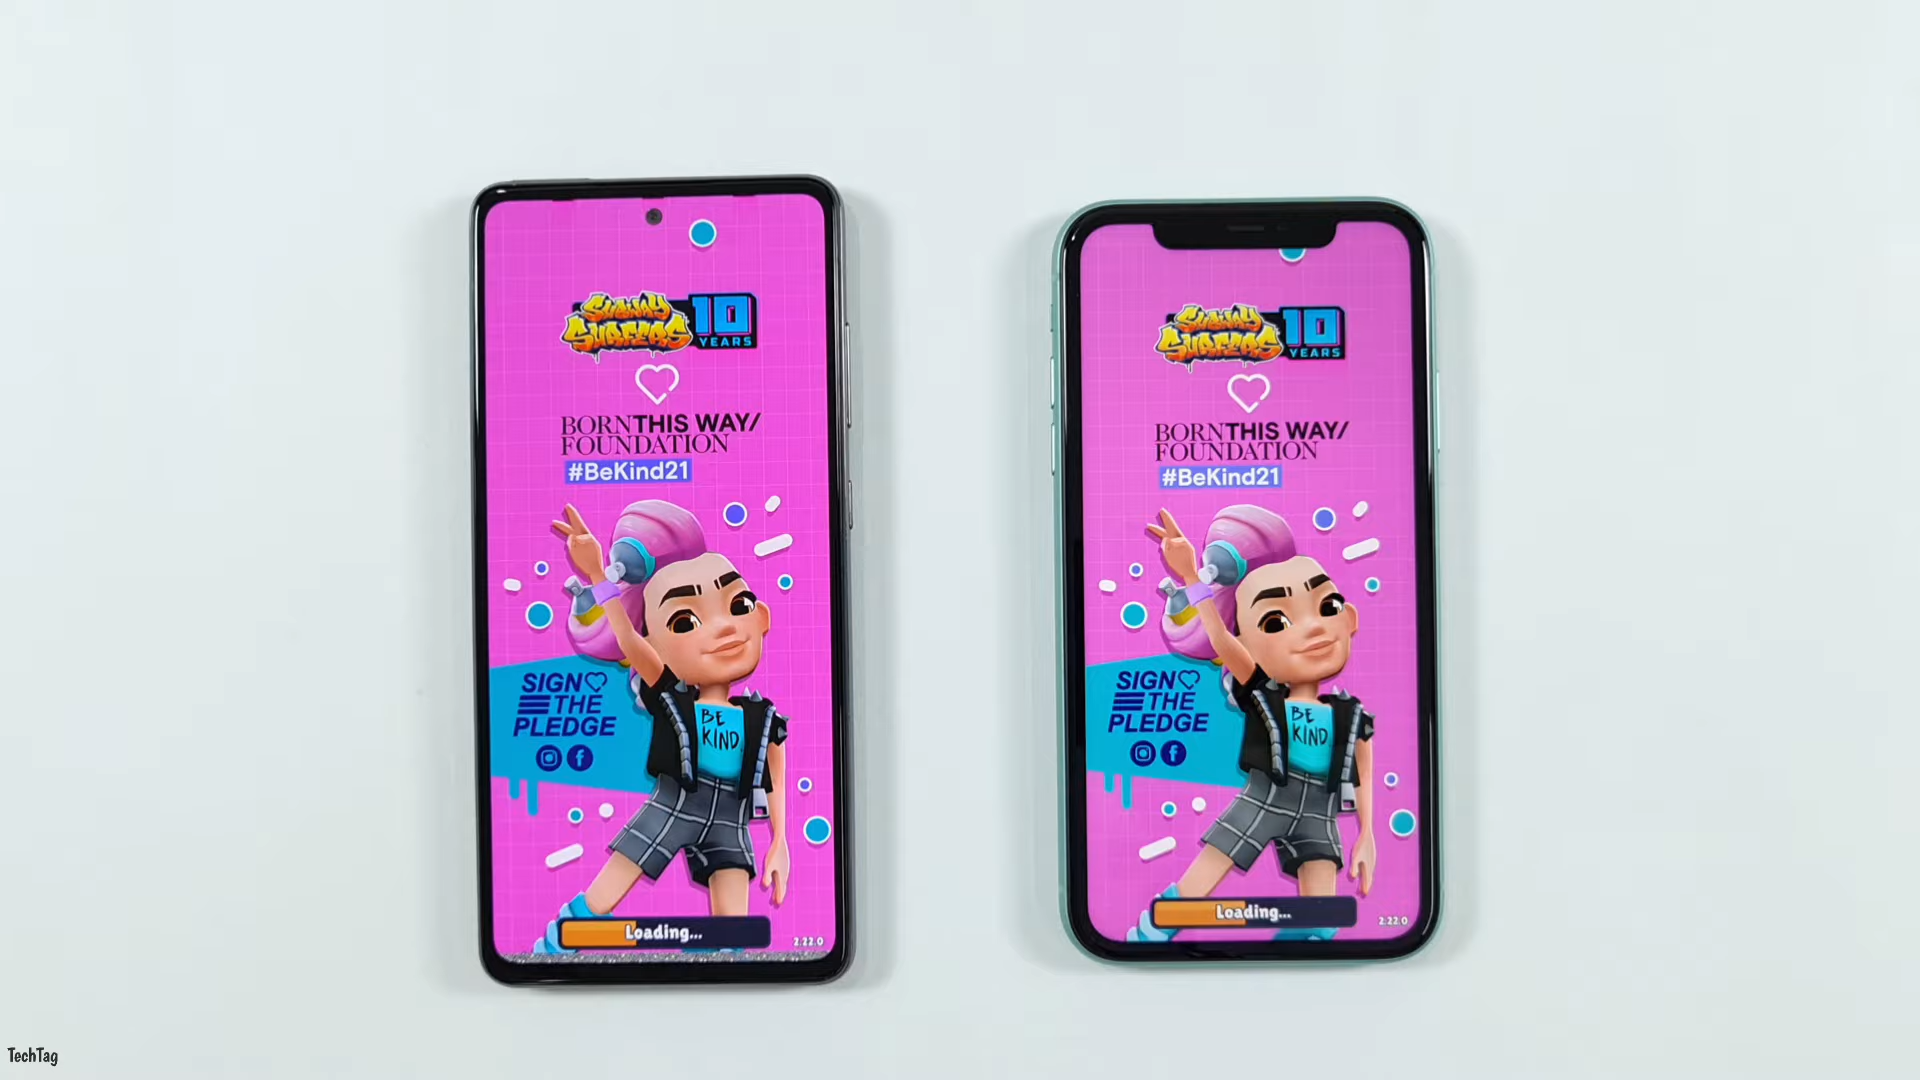 SUBWAY
SURFERS
10
YEARS
BORNTHIS WAY/
FOUNDATION
#BeKind21
SIGN
THE
PLEDGE
BE
KIND
Loading...
2.22.0
SUBWAY
SURFERS
10
YEARS
BORNTHIS WAY/
FOUNDATION
#BeKind21
SIGN
THE
PLEDGE
BE
KIND
Loading...
2.22.0
TechTag